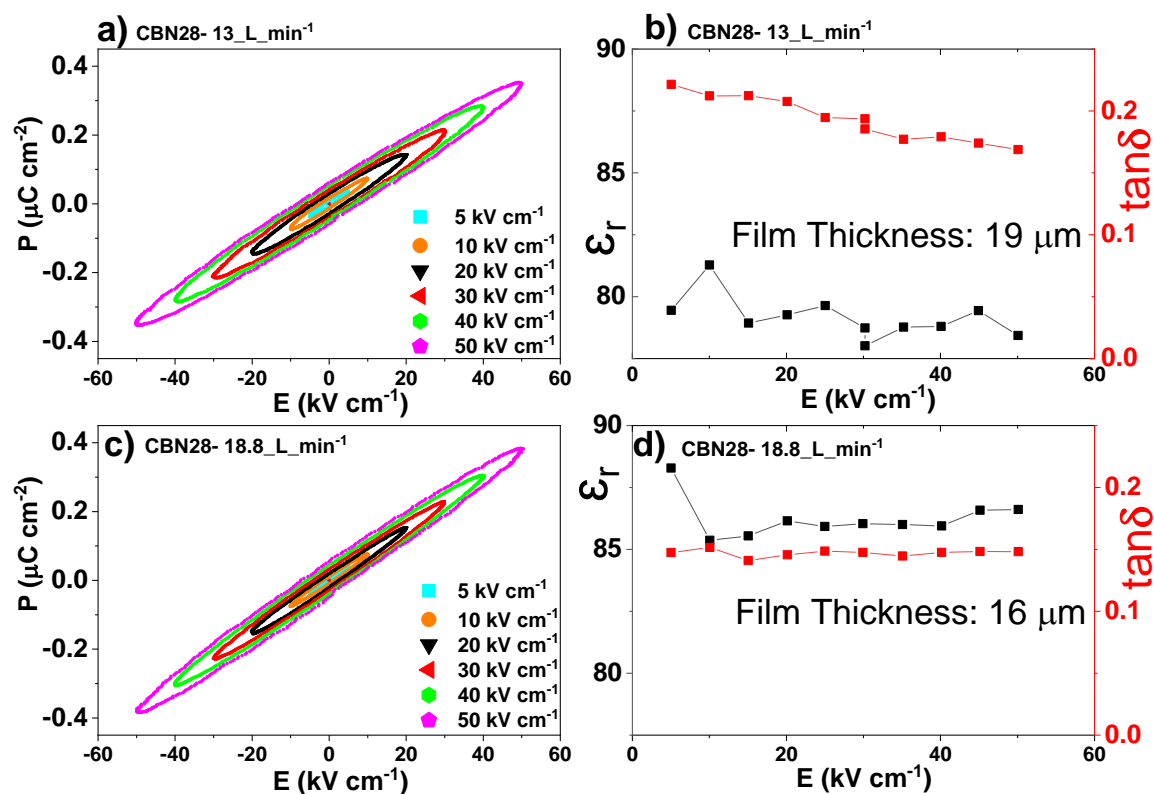 a) CBN28- 13_L_min⁻¹
0.4
0.2
0.0
-0.2
-0.4
P (µC cm⁻²)
5 kV cm⁻¹
10 kV cm⁻¹
20 kV cm⁻¹
30 kV cm⁻¹
40 kV cm⁻¹
50 kV cm⁻¹
-60 -40 -20 0 20 40 60
E (kV cm⁻¹)
b) CBN28- 13_L_min⁻¹
90
85
80
εr
0.2
0.1
0.0
tanδ
Film Thickness: 19 µm
0 20 40 60
E (kV cm⁻¹)
c) CBN28- 18.8_L_min⁻¹
0.4
0.2
0.0
-0.2
-0.4
P (µC cm⁻²)
5 kV cm⁻¹
10 kV cm⁻¹
20 kV cm⁻¹
30 kV cm⁻¹
40 kV cm⁻¹
50 kV cm⁻¹
-60 -40 -20 0 20 40 60
E (kV cm⁻¹)
d) CBN28- 18.8_L_min⁻¹
90
85
80
εr
0.2
0.1
0.0
tanδ
Film Thickness: 16 µm
0 20 40 60
E (kV cm⁻¹)